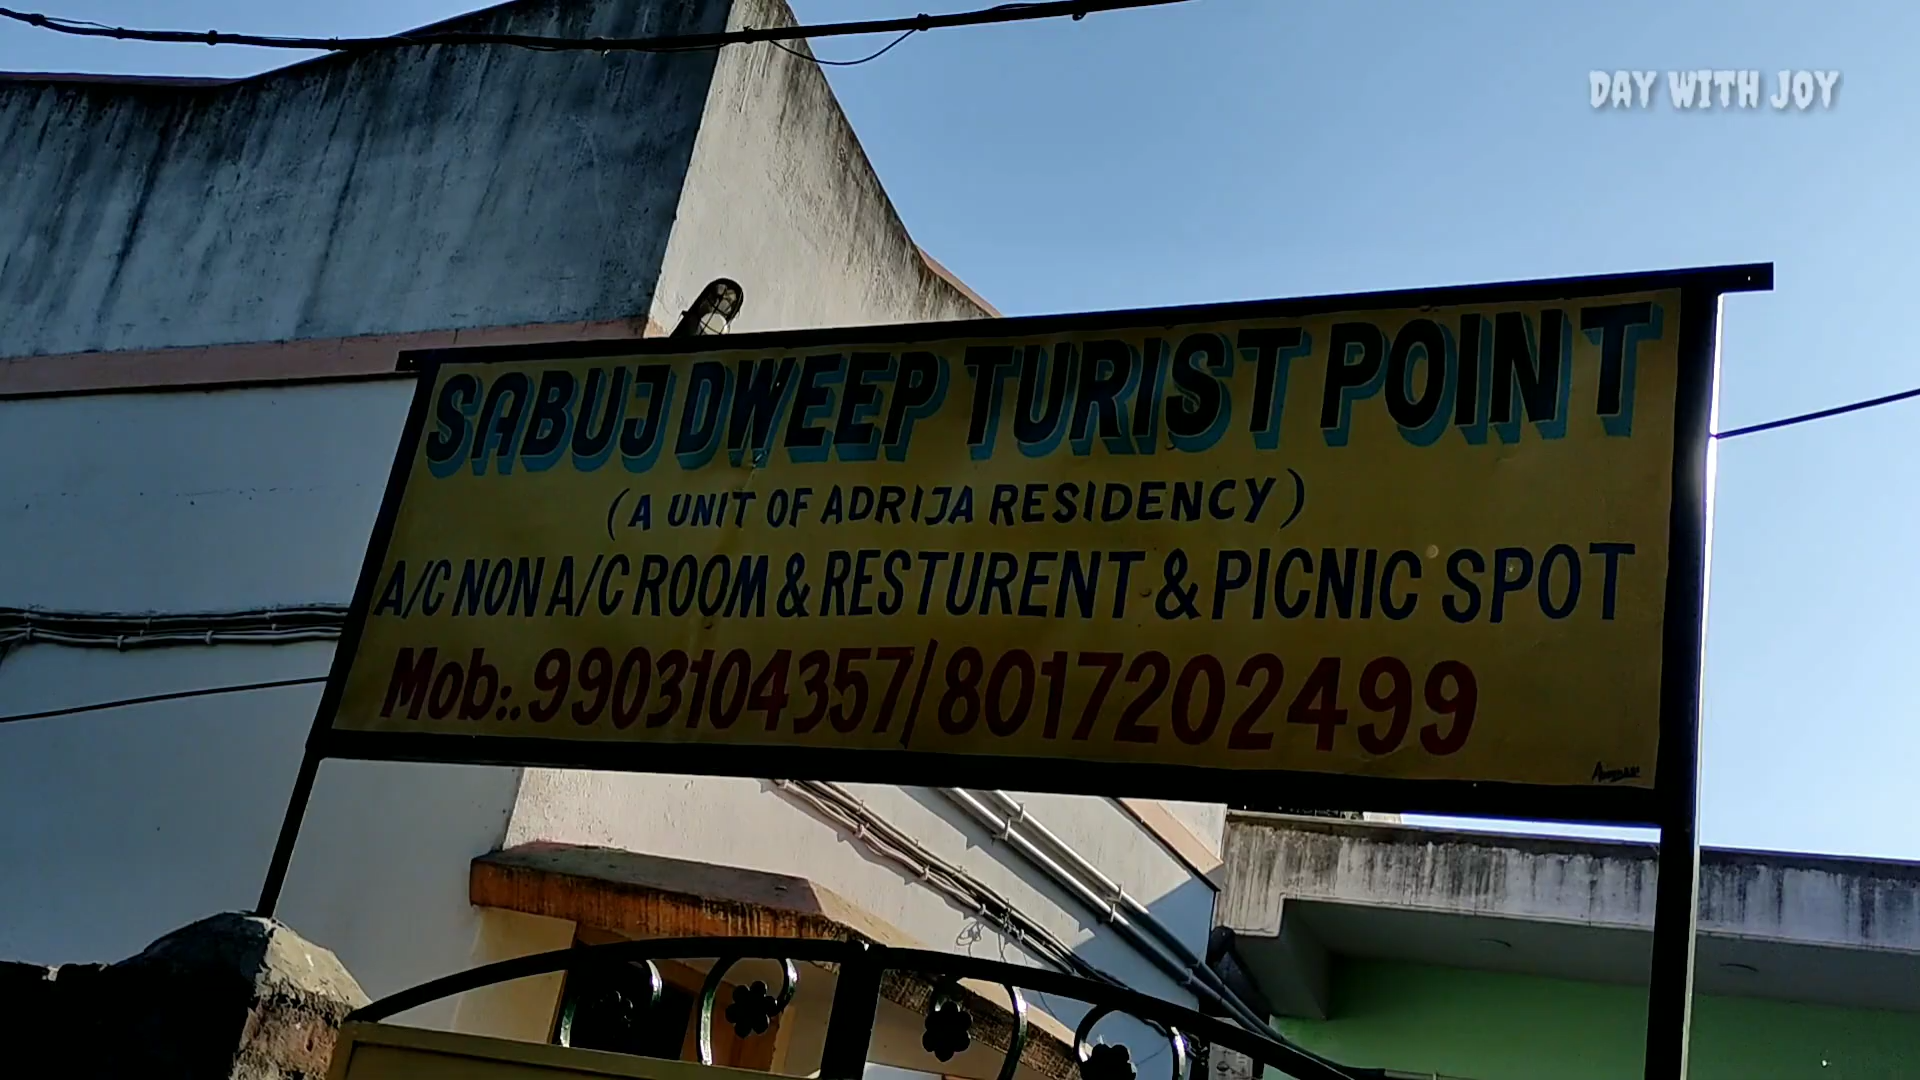 DAY WITH JOY
SABUJ DWEEP TURIST POINT
(A UNIT OF ADRIJA RESIDENCY)
A/C NON A/C ROOM & RESTURENT & PICNIC SPOT
Mob:.9903104357/8017202499